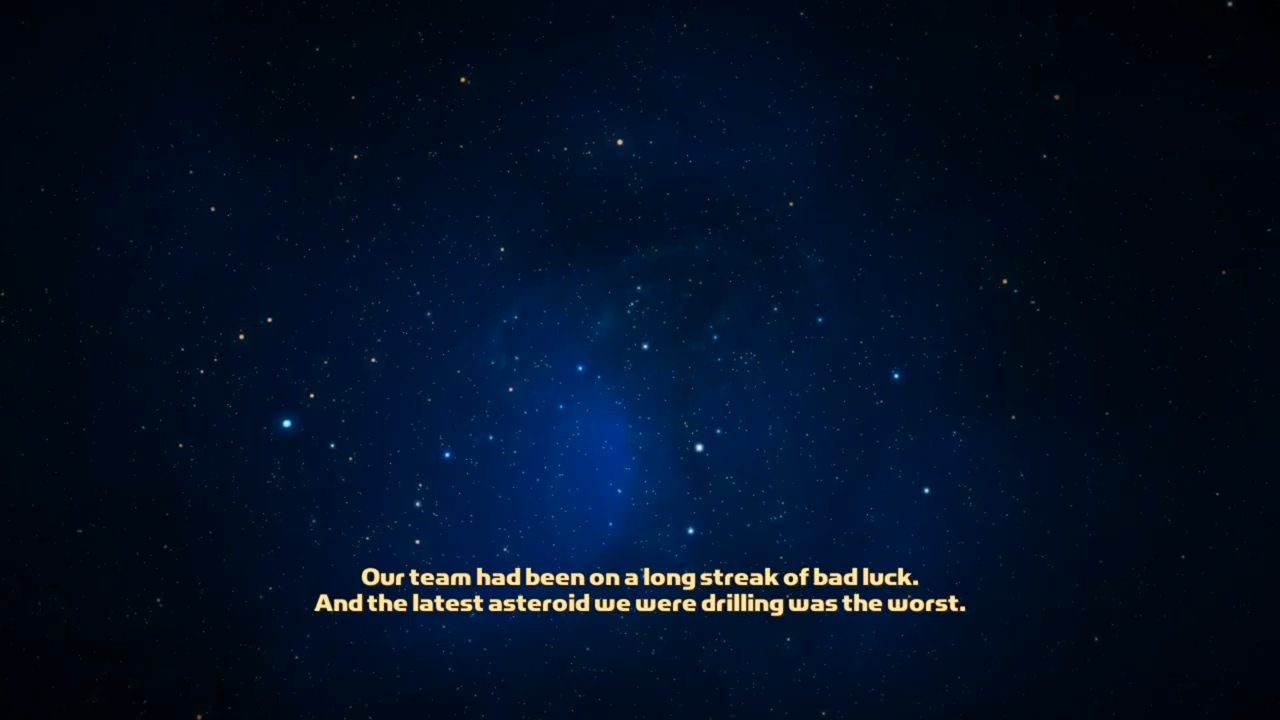 Our team had been on a long streak of bad luck.
And the latest asteroid we were drilling was the worst.